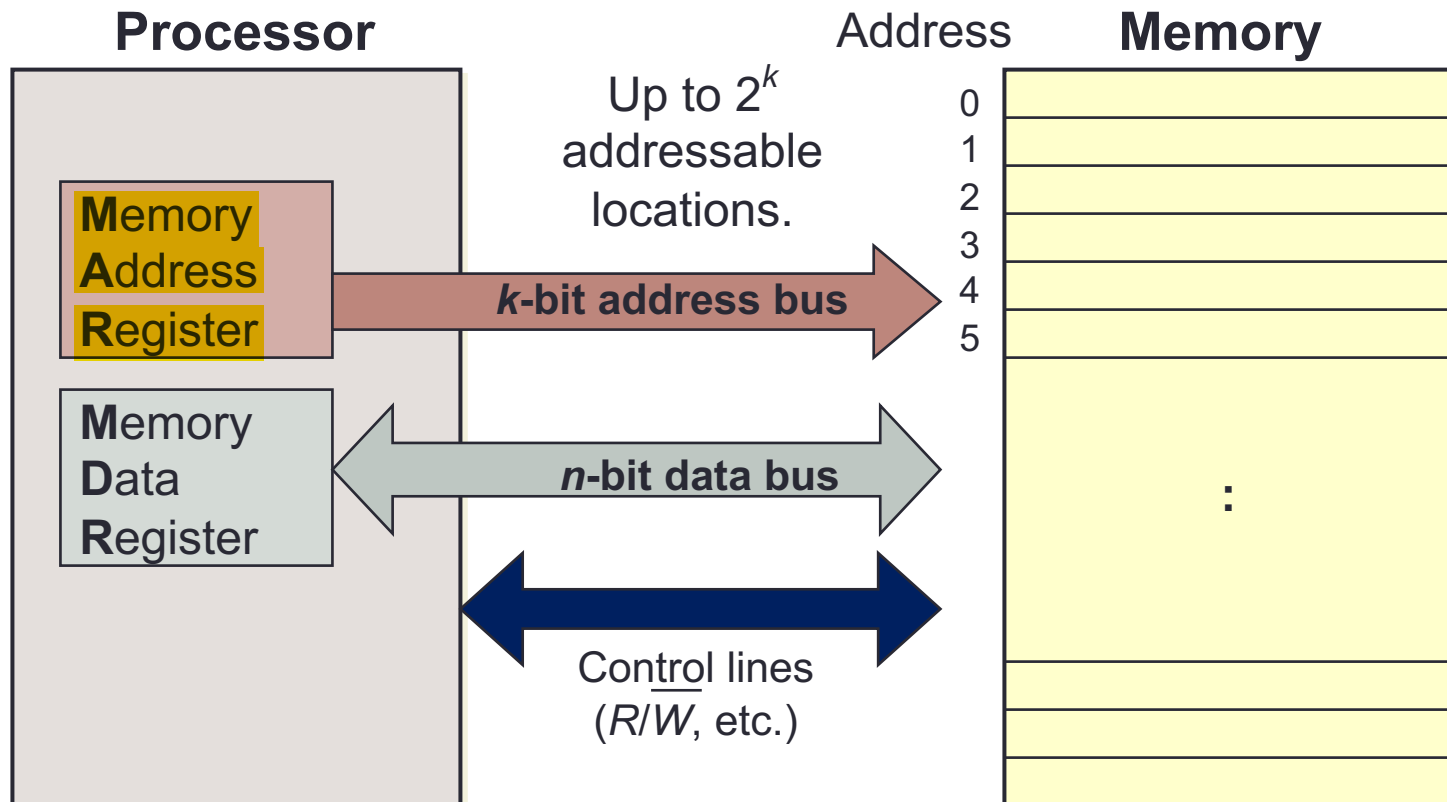 Processor
Address
Memory
Up to 2^k
addressable
locations.
Memory
Address
Register
k-bit address bus
0
1
2
3
4
5
Memory
Data
Register
n-bit data bus
:
Control lines
(R/W̅, etc.)